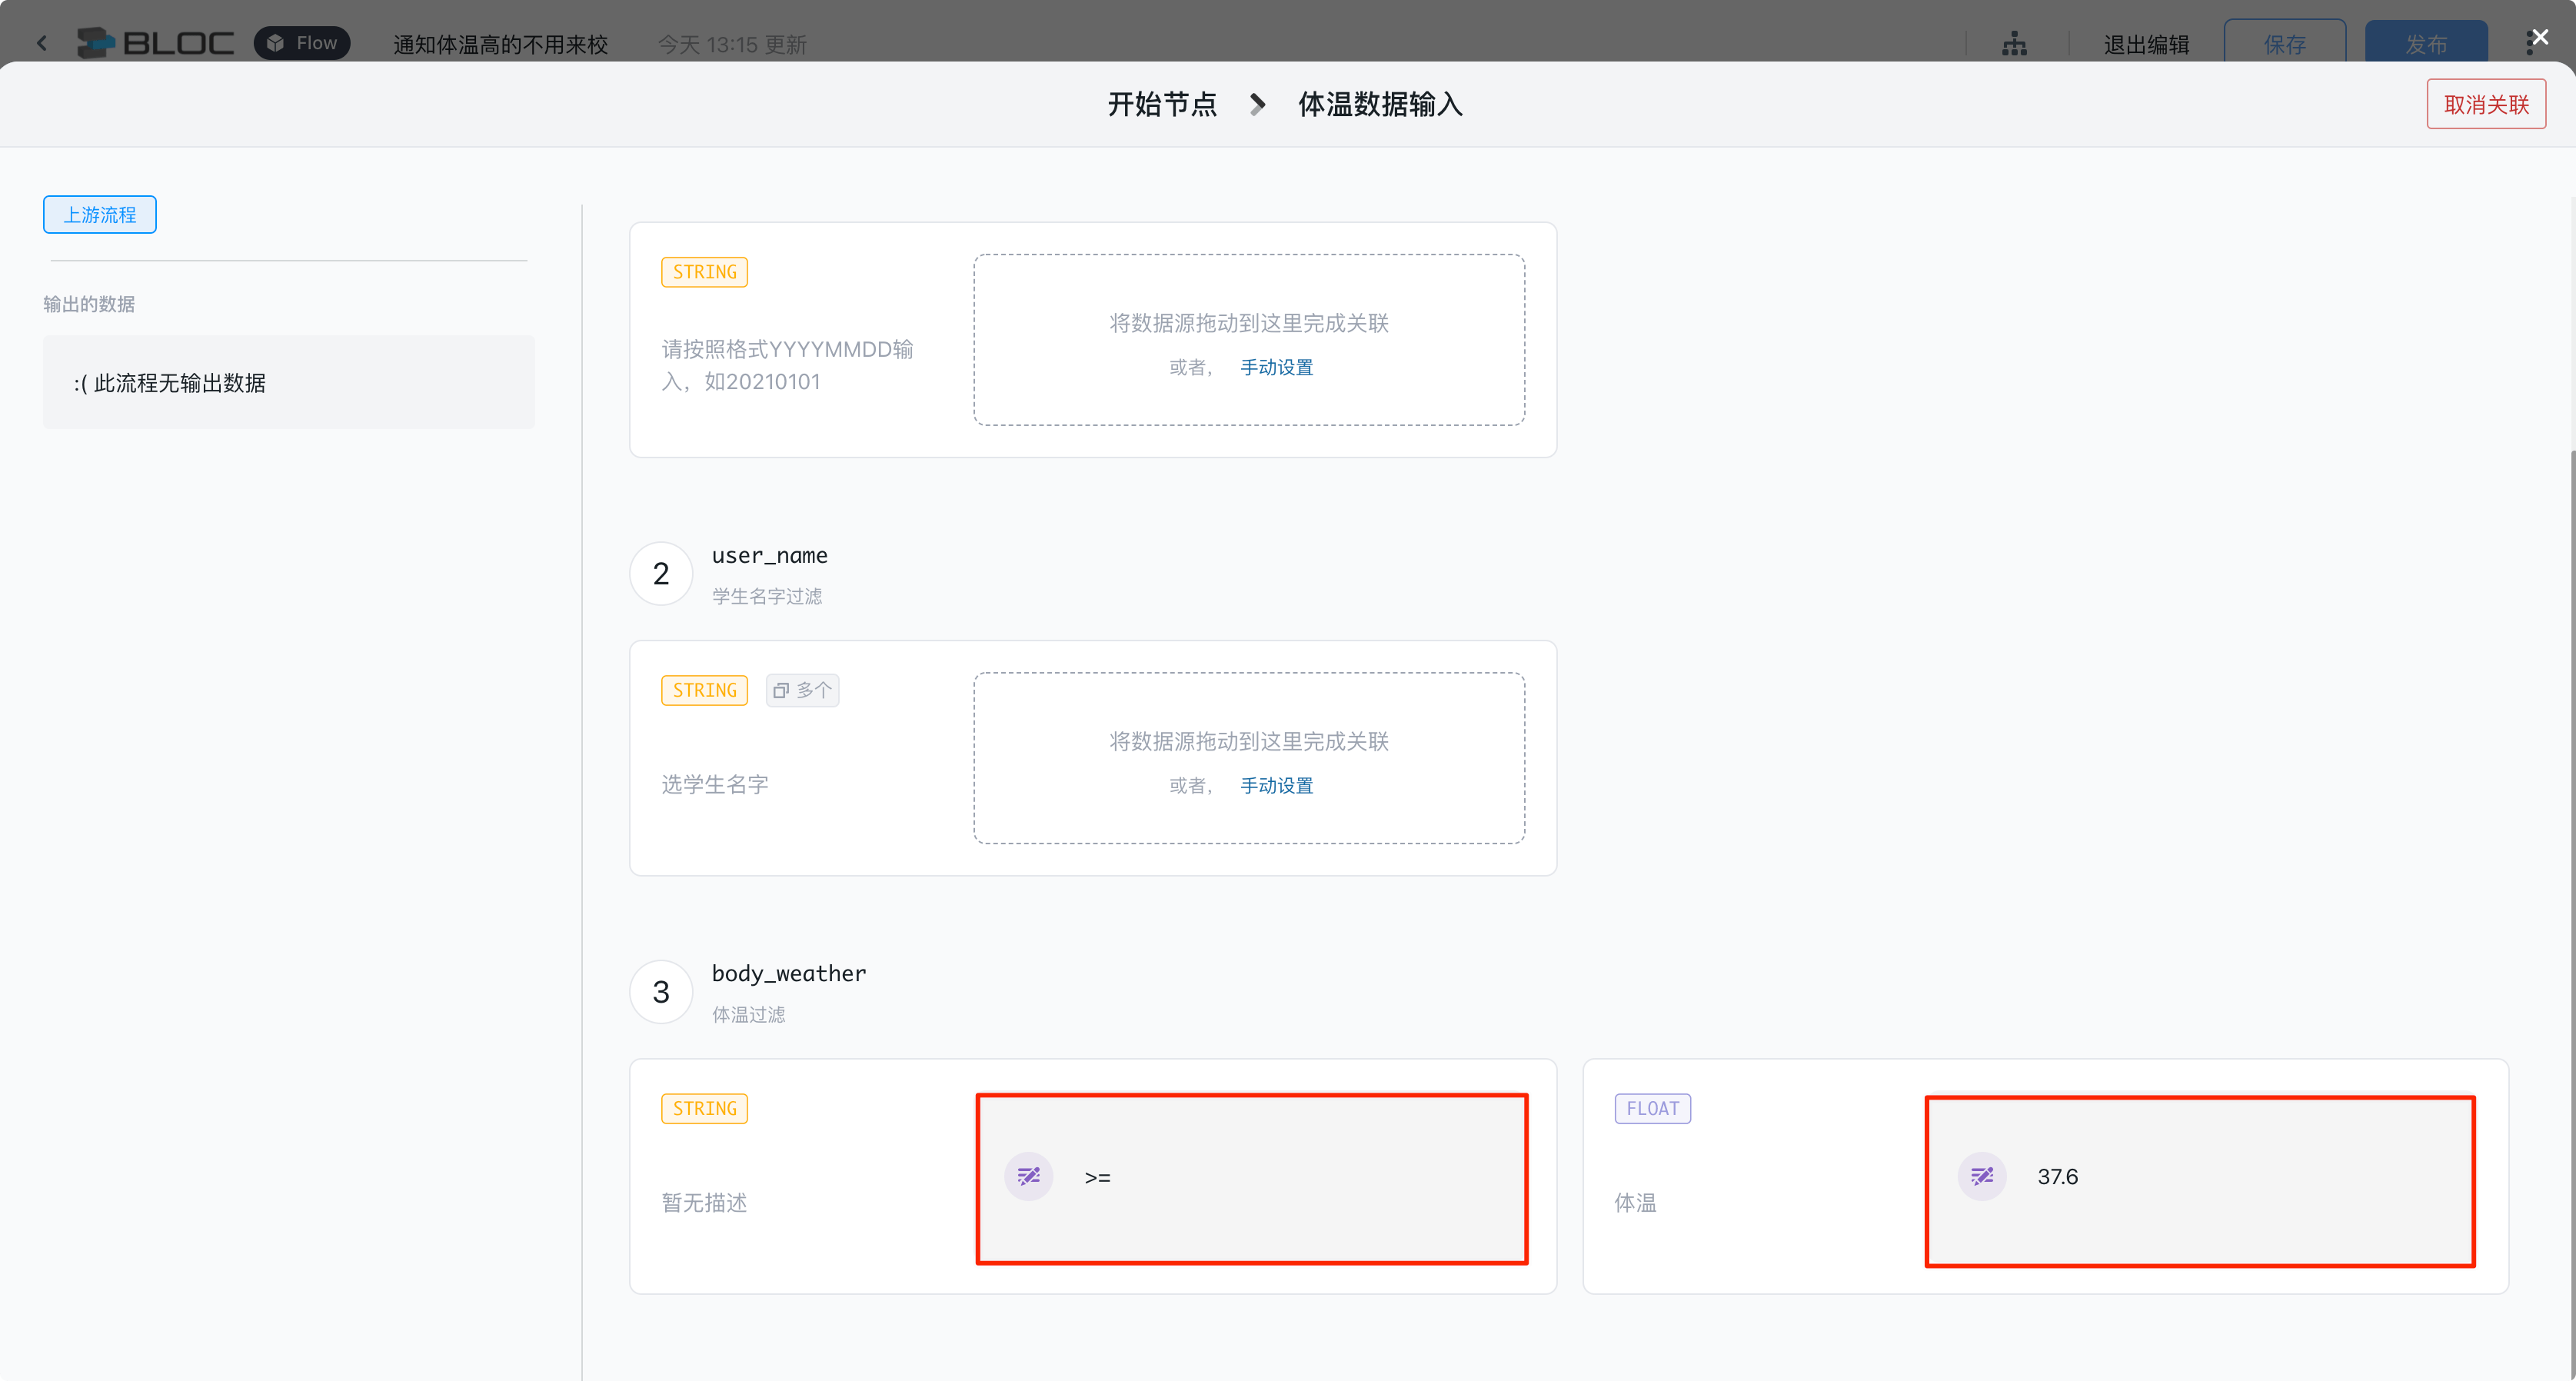 BLOC Flow 通知体温高的不用来校 今天 13:15 更新 退出编辑 保存 发布
开始节点 体温数据输入 取消关联
上游流程
输出的数据
:( 此流程无输出数据
STRING
请按照格式YYYYMMDD输
入，如20210101
将数据源拖动到这里完成关联
或者， 手动设置
2
user_name
学生名字过滤
STRING 多个
选学生名字
将数据源拖动到这里完成关联
或者， 手动设置
3
body_weather
体温过滤
STRING
暂无描述
>=
FLOAT
体温
37.6